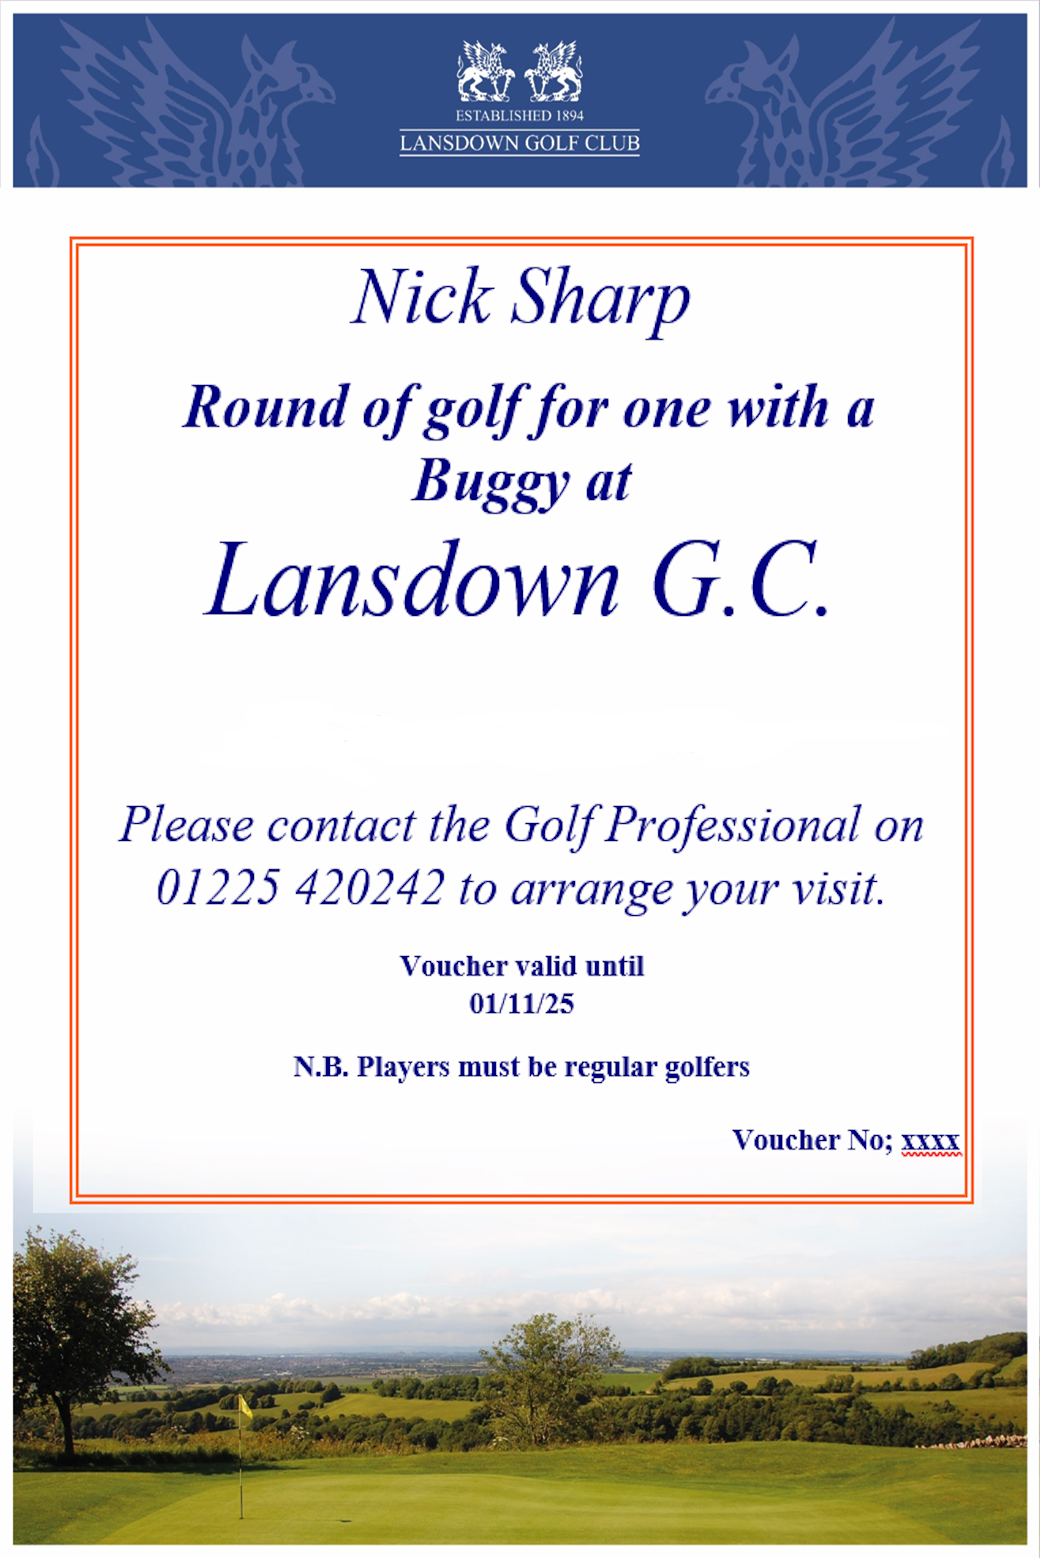 ESTABLISHED 1894
LANSDOWN GOLF CLUB
Nick Sharp
Round of golf for one with a
Buggy at
Lansdown G.C.
Please contact the Golf Professional on
01225 420242 to arrange your visit.
Voucher valid until
01/11/25
N.B. Players must be regular golfers
Voucher No; xxxx